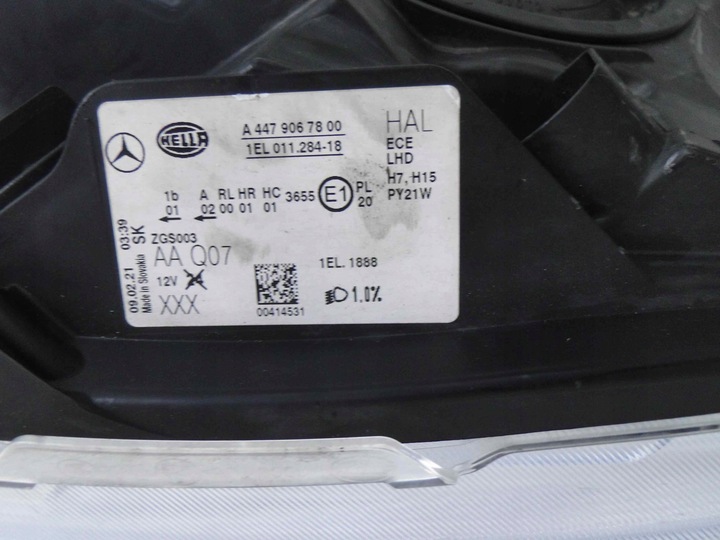 HELLA
A 447 906 78 00
1EL 011.284-18
HAL
ECE
LHD
H7, H15
PY21W
1b A RL HR HC 3655 E1 PL
01 02 00 01 01 20
ZGS003
AA Q07
12V
XXX
1EL. 1888
00414531
1.0%
09.02.21 03:39
Made in Slovakia SK